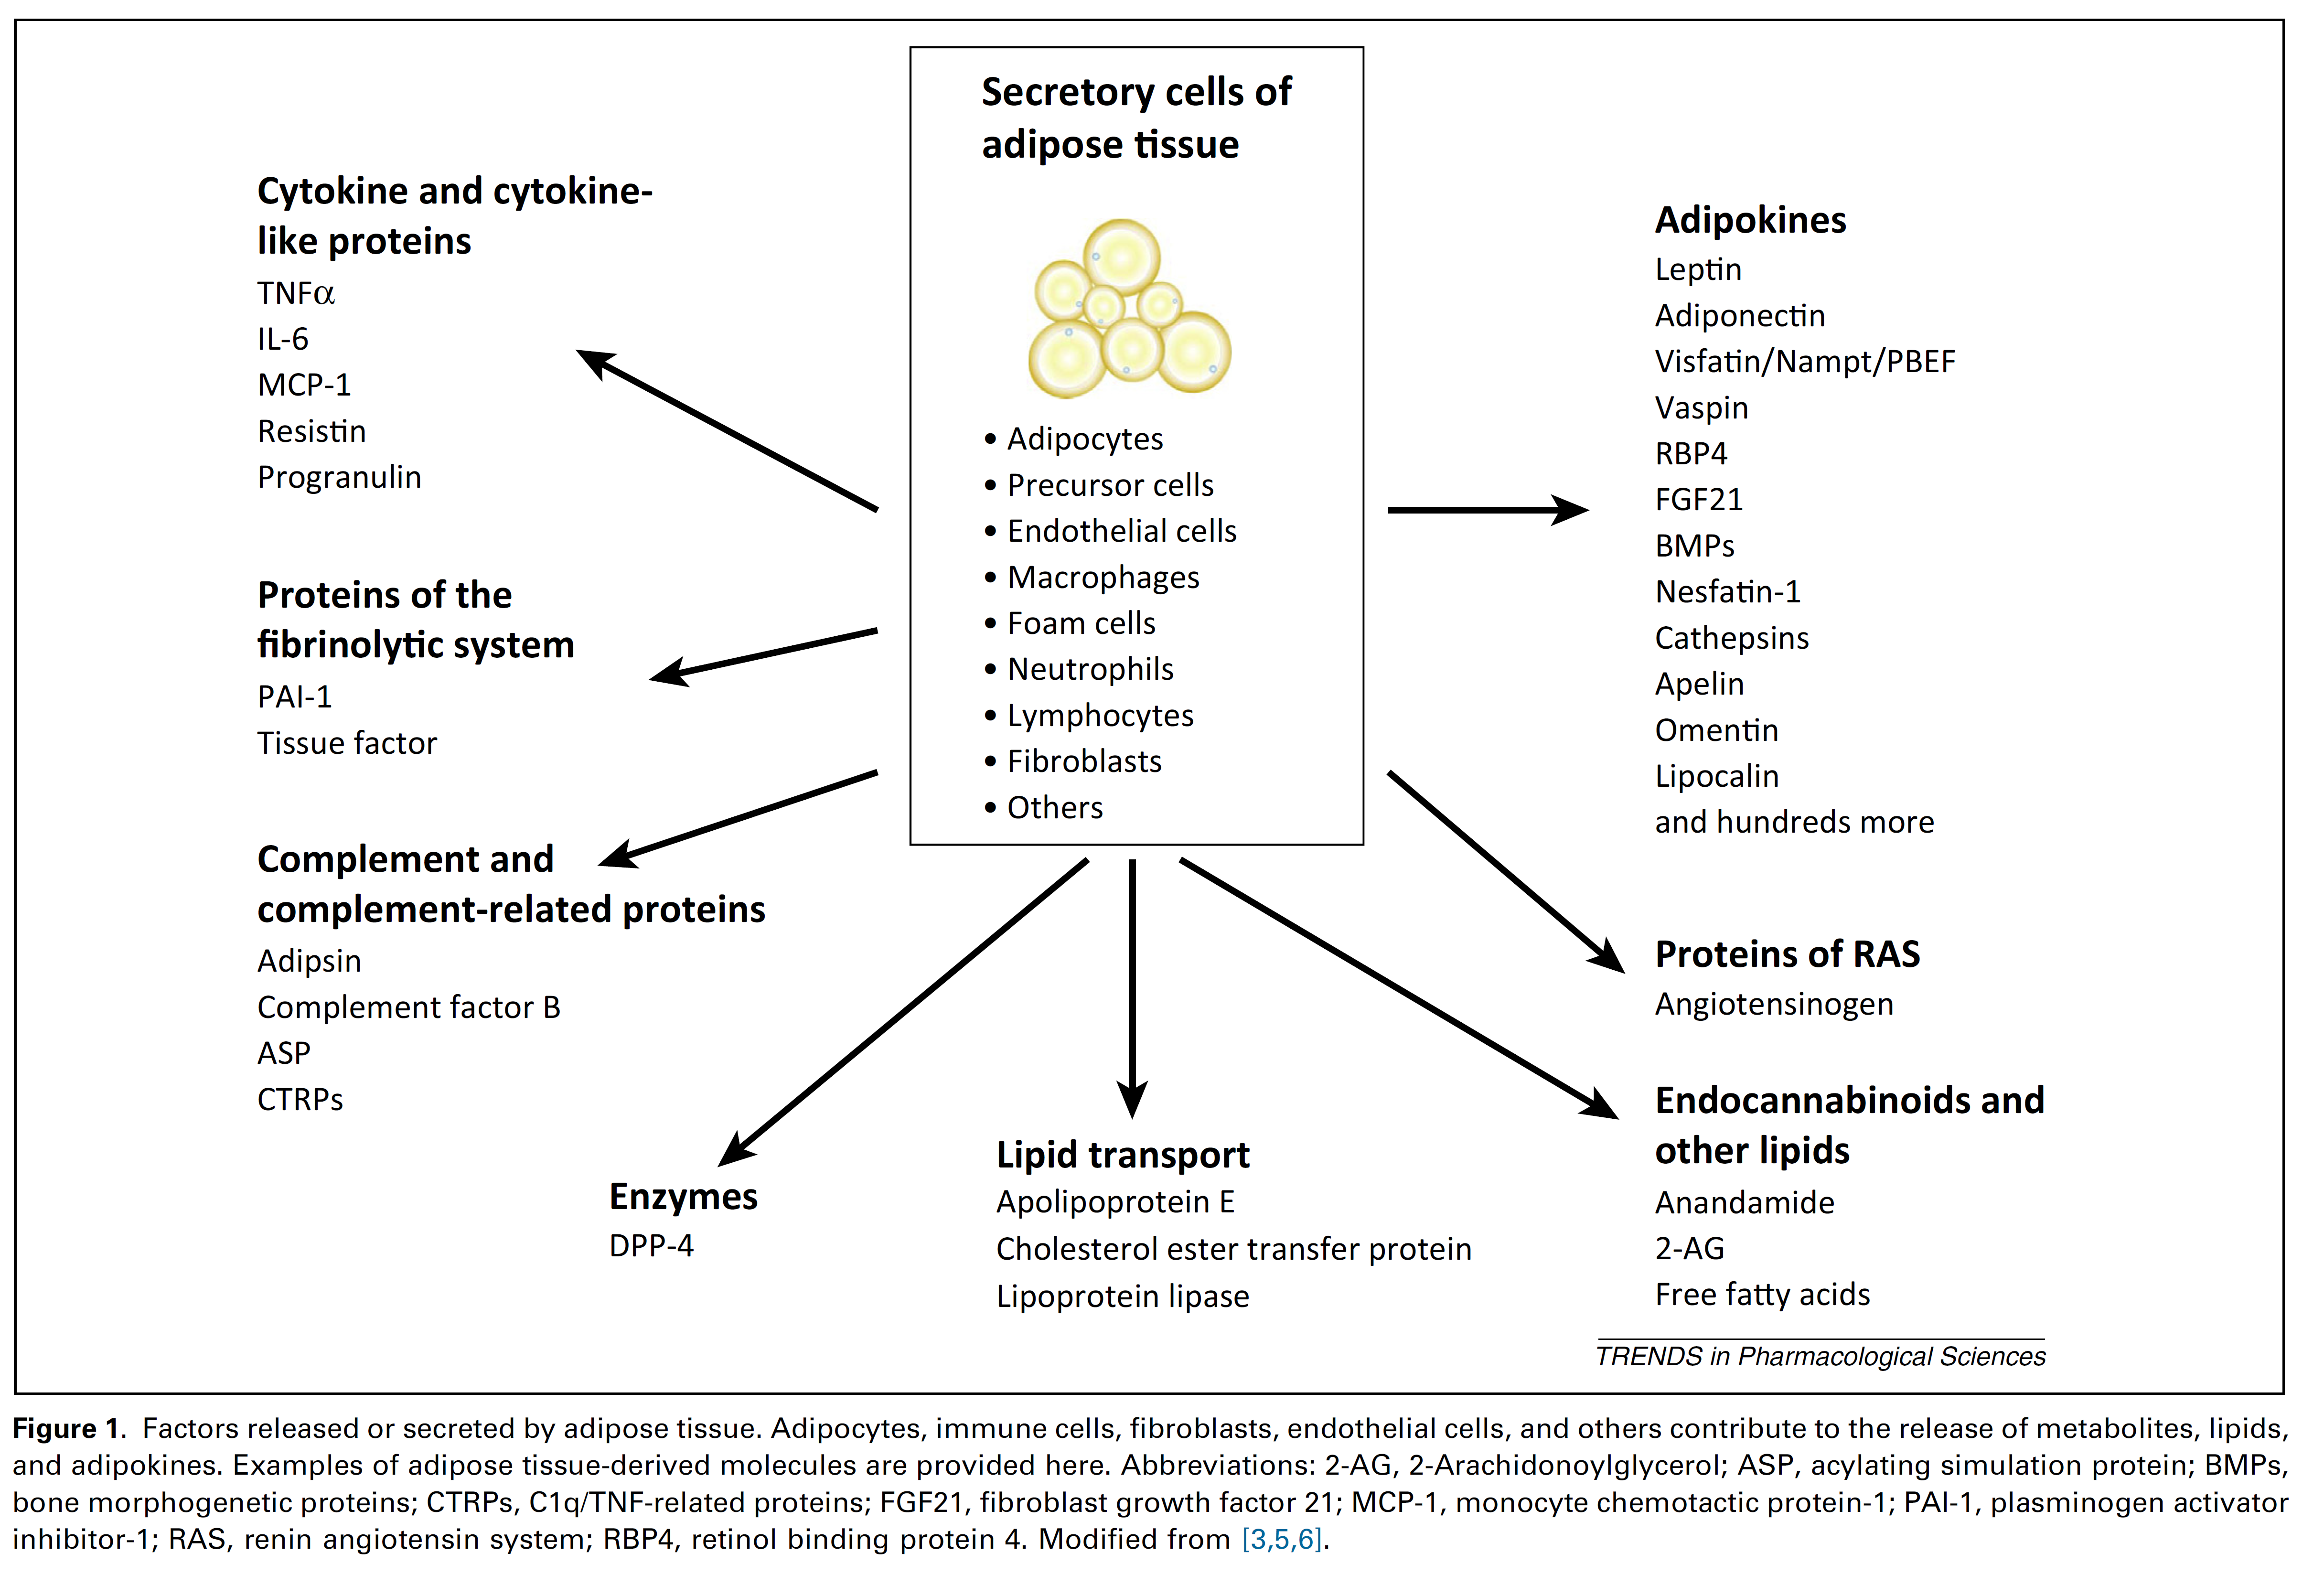 Secretory cells of
adipose tissue
• Adipocytes
• Precursor cells
• Endothelial cells
• Macrophages
• Foam cells
• Neutrophils
• Lymphocytes
• Fibroblasts
• Others
Cytokine and cytokine-
like proteins
TNFα
IL-6
MCP-1
Resistin
Progranulin
Proteins of the
fibrinolytic system
PAI-1
Tissue factor
Complement and
complement-related proteins
Adipsin
Complement factor B
ASP
CTRPs
Enzymes
DPP-4
Lipid transport
Apolipoprotein E
Cholesterol ester transfer protein
Lipoprotein lipase
Adipokines
Leptin
Adiponectin
Visfatin/Nampt/PBEF
Vaspin
RBP4
FGF21
BMPs
Nesfatin-1
Cathepsins
Apelin
Omentin
Lipocalin
and hundreds more
Proteins of RAS
Angiotensinogen
Endocannabinoids and
other lipids
Anandamide
2-AG
Free fatty acids
TRENDS in Pharmacological Sciences
Figure 1. Factors released or secreted by adipose tissue. Adipocytes, immune cells, fibroblasts, endothelial cells, and others contribute to the release of metabolites, lipids,
and adipokines. Examples of adipose tissue-derived molecules are provided here. Abbreviations: 2-AG, 2-Arachidonoylglycerol; ASP, acylating simulation protein; BMPs,
bone morphogenetic proteins; CTRPs, C1q/TNF-related proteins; FGF21, fibroblast growth factor 21; MCP-1, monocyte chemotactic protein-1; PAI-1, plasminogen activator
inhibitor-1; RAS, renin angiotensin system; RBP4, retinol binding protein 4. Modified from [3,5,6].